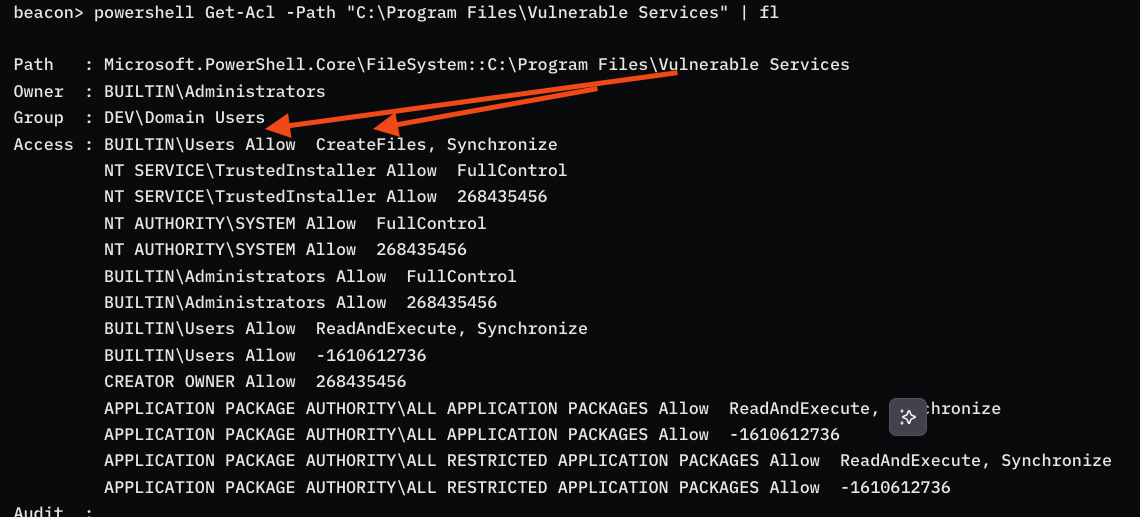 beacon> powershell Get-Acl -Path "C:\Program Files\Vulnerable Services" | fl
Path   : Microsoft.PowerShell.Core\FileSystem::C:\Program Files\Vulnerable Services
Owner  : BUILTIN\Administrators
Group  : DEV\Domain Users
Access : BUILTIN\Users Allow  CreateFiles, Synchronize
         NT SERVICE\TrustedInstaller Allow  FullControl
         NT SERVICE\TrustedInstaller Allow  268435456
         NT AUTHORITY\SYSTEM Allow  FullControl
         NT AUTHORITY\SYSTEM Allow  268435456
         BUILTIN\Administrators Allow  FullControl
         BUILTIN\Administrators Allow  268435456
         BUILTIN\Users Allow  ReadAndExecute, Synchronize
         BUILTIN\Users Allow  -1610612736
         CREATOR OWNER Allow  268435456
         APPLICATION PACKAGE AUTHORITY\ALL APPLICATION PACKAGES Allow  ReadAndExecute, chronize
         APPLICATION PACKAGE AUTHORITY\ALL APPLICATION PACKAGES Allow  -1610612736
         APPLICATION PACKAGE AUTHORITY\ALL RESTRICTED APPLICATION PACKAGES Allow  ReadAndExecute, Synchronize
         APPLICATION PACKAGE AUTHORITY\ALL RESTRICTED APPLICATION PACKAGES Allow  -1610612736
Audit  :